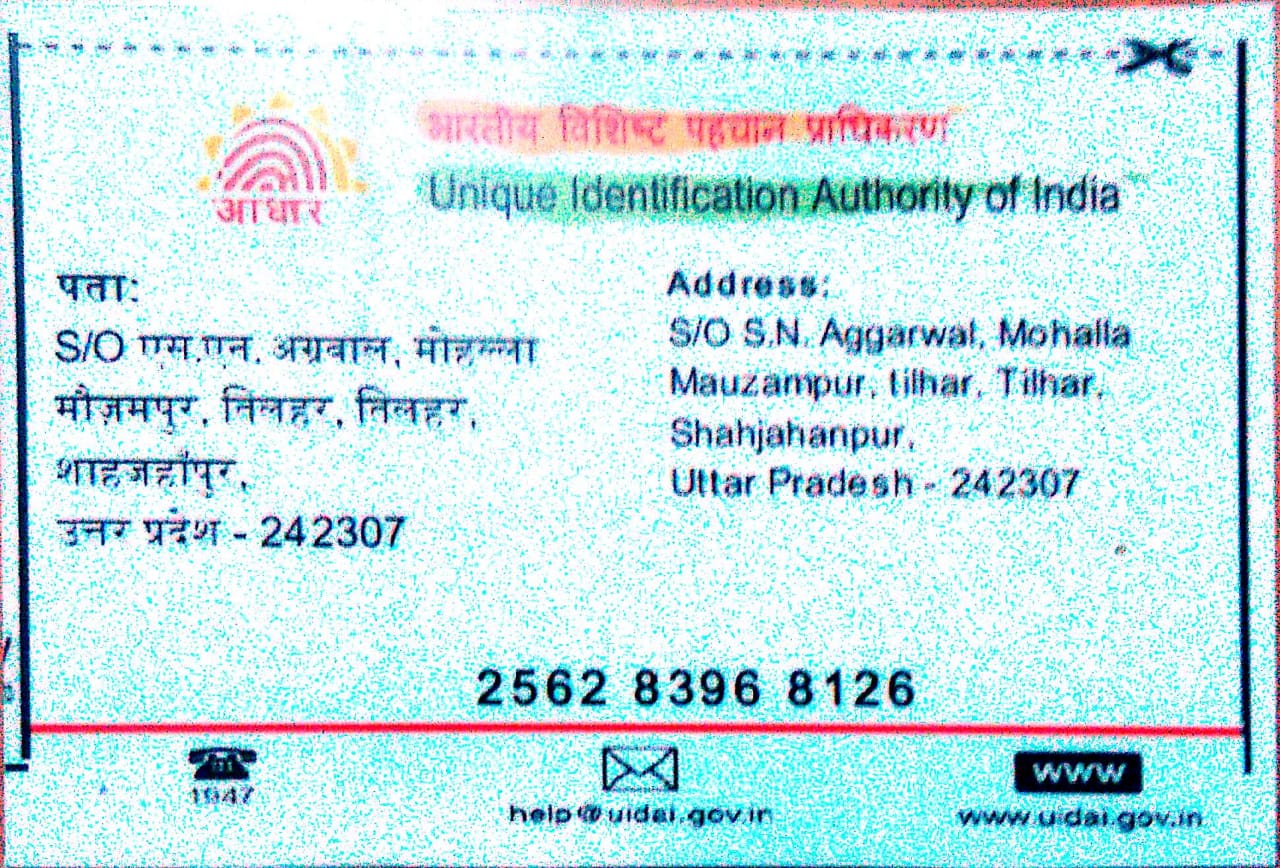 भारतीय विशिष्ट पहचान प्राधिकरण
Unique Identification Authority of India
आधार
पता:
S/O एस.एन. अग्रवाल, मोहल्ला
मौज़मपुर, तिलहर, तिलहर,
शाहजहाँपुर,
उत्तर प्रदेश - 242307
Address:
S/O S.N. Aggarwal, Mohalla
Mauzampur, tilhar, Tilhar,
Shahjahanpur,
Uttar Pradesh - 242307
2562 8396 8126
1947
help@uidai.gov.in
WWW
www.uidai.gov.in